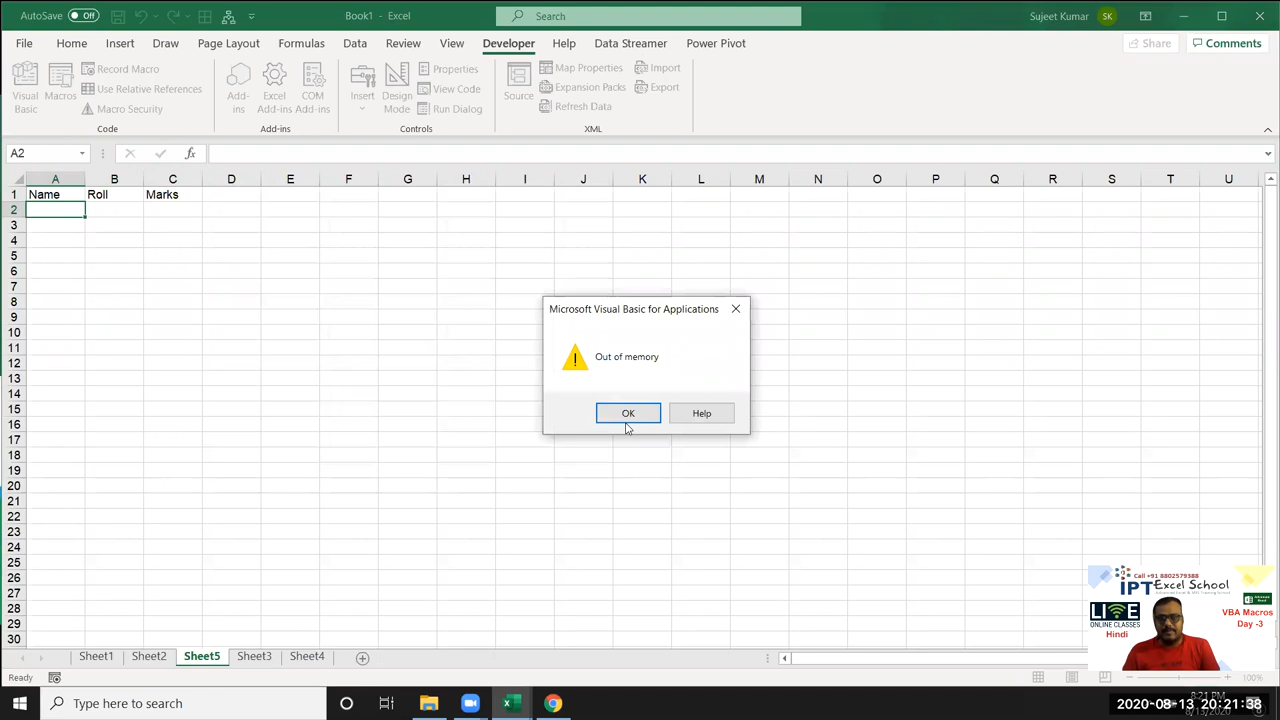 AutoSave Off
Book1 - Excel
Search
Sujeet Kumar SK
File Home Insert Draw Page Layout Formulas Data Review View Developer Help Data Streamer Power Pivot Share Comments
Visual Basic
Macros
Record Macro
Use Relative References
Macro Security
Code
Add-ins
Excel Add-ins
COM Add-ins
Add-ins
Insert
Design Mode
Properties
View Code
Run Dialog
Controls
Source
Map Properties
Expansion Packs
Refresh Data
Import
Export
XML
A2
fx
A B C D E F G H I J K L M N O P Q R S T U
1 Name Roll Marks
2
3
4
5
6
7
8
9
10
11
12
13
14
15
16
17
18
19
20
21
22
23
24
25
26
27
28
29
30
Microsoft Visual Basic for Applications
Out of memory
OK Help
Call +91 8802579388
IPT Excel School
LIVE
ONLINE CLASSES
Hindi
VBA Macros
Day -3
Sheet1 Sheet2 Sheet5 Sheet3 Sheet4
Ready
100%
Type here to search
8:21 PM
2020-08-13 20:21:38